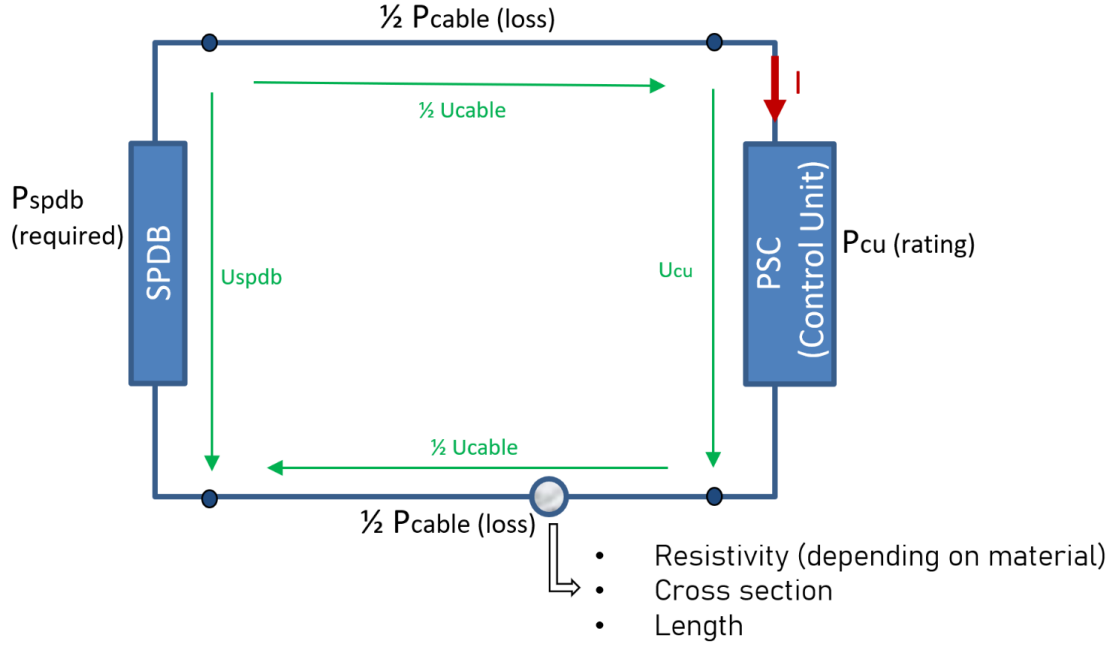 ½ Pcable (loss)
I
½ Ucable
Pspdb
(required)
SPDB
Uspdb
Ucu
PSC
(Control Unit)
Pcu (rating)
½ Ucable
½ Pcable (loss)
• Resistivity (depending on material)
• Cross section
• Length